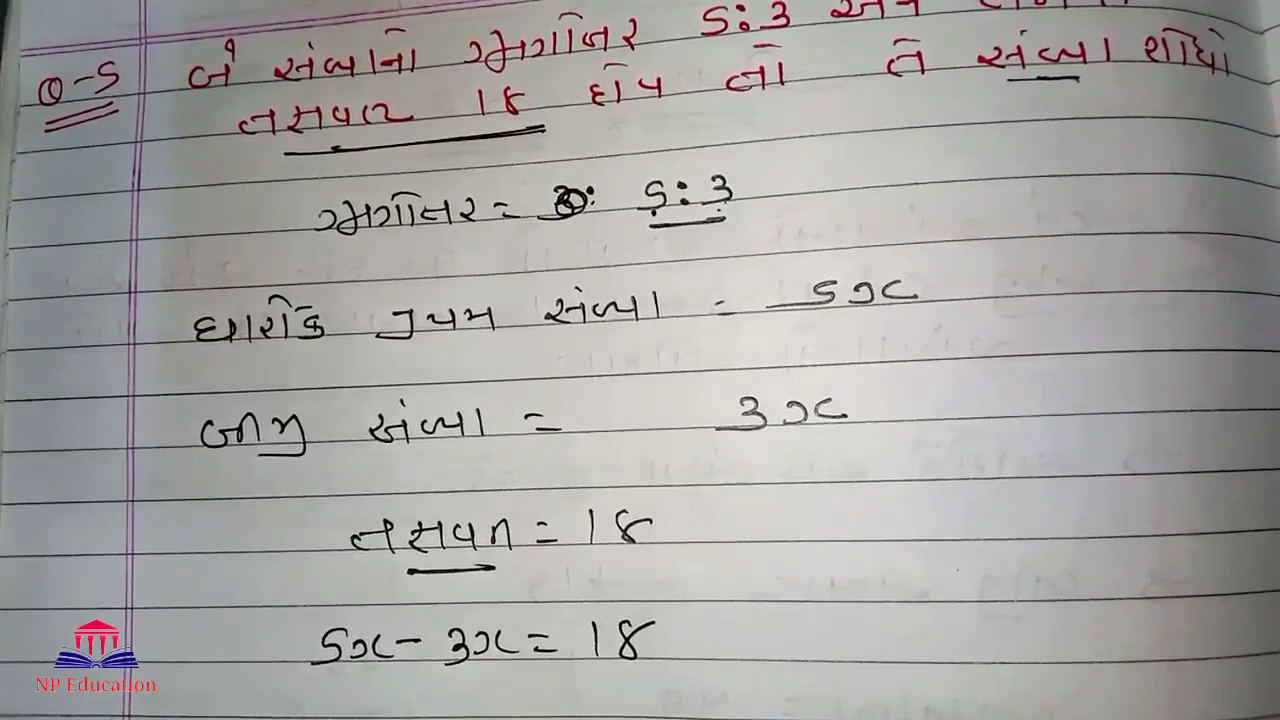 Q-5 બે સંખ્યાનો ગુણોત્તર 5:3 અને
તફાવત 18 હોય તો તે સંખ્યા શોધો
ગુણોત્તર = 5:3
ધારોકે પ્રથમ સંખ્યા = 5x
બીજી સંખ્યા = 3x
તફાવત = 18
5x - 3x = 18
NP Education